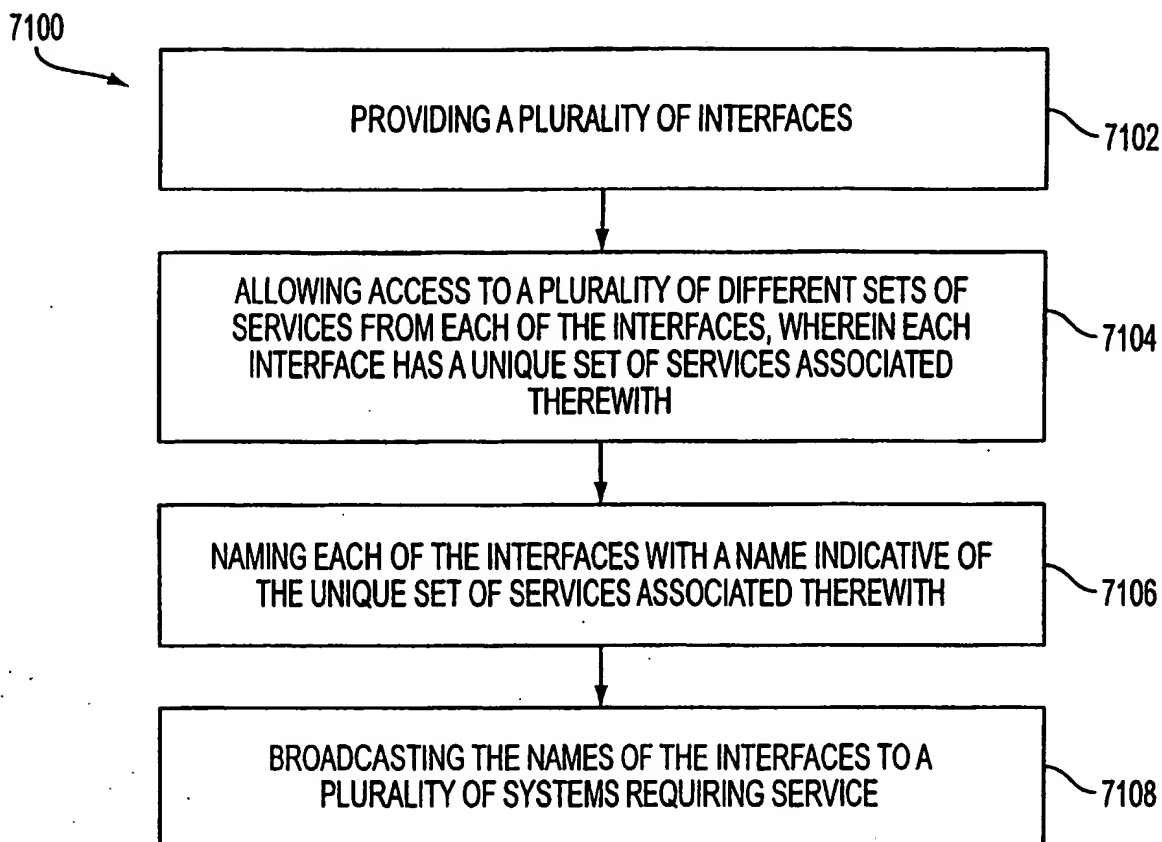 7100
PROVIDING A PLURALITY OF INTERFACES
7102
ALLOWING ACCESS TO A PLURALITY OF DIFFERENT SETS OF
SERVICES FROM EACH OF THE INTERFACES, WHEREIN EACH
INTERFACE HAS A UNIQUE SET OF SERVICES ASSOCIATED
THEREWITH
7104
NAMING EACH OF THE INTERFACES WITH A NAME INDICATIVE OF
THE UNIQUE SET OF SERVICES ASSOCIATED THEREWITH
7106
BROADCASTING THE NAMES OF THE INTERFACES TO A
PLURALITY OF SYSTEMS REQUIRING SERVICE
7108